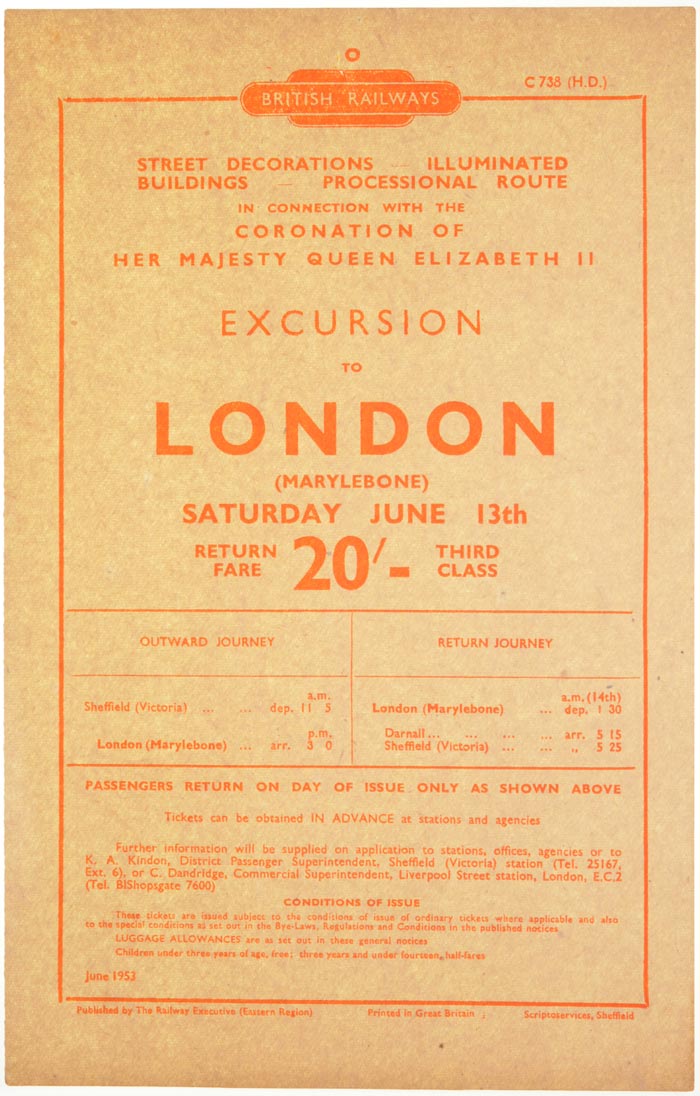 C 738 (H.D.)
BRITISH RAILWAYS
STREET DECORATIONS — ILLUMINATED
BUILDINGS — PROCESSIONAL ROUTE
IN CONNECTION WITH THE
CORONATION OF
HER MAJESTY QUEEN ELIZABETH II
EXCURSION
TO
LONDON
(MARYLEBONE)
SATURDAY JUNE 13th
RETURN FARE 20/- THIRD CLASS
OUTWARD JOURNEY
a.m.
Sheffield (Victoria) ... ... dep. 11 5
p.m.
London (Marylebone) ... arr. 3 0
RETURN JOURNEY
a.m. (14th)
London (Marylebone) ... dep. 1 30
Darnall ... ... ... ... arr. 5 15
Sheffield (Victoria) ... ... ,, 5 25
PASSENGERS RETURN ON DAY OF ISSUE ONLY AS SHOWN ABOVE
Tickets can be obtained IN ADVANCE at stations and agencies
Further information will be supplied on application to stations, offices, agencies or to
K. A. Kindon, District Passenger Superintendent, Sheffield (Victoria) station (Tel. 25167,
Ext. 6), or C. Dandridge, Commercial Superintendent, Liverpool Street station, London, E.C.2
(Tel. BIShopsgate 7600)
CONDITIONS OF ISSUE
These tickets are issued subject to the conditions of issue of ordinary tickets where applicable and also
to the special conditions as set out in the Bye-Laws, Regulations and Conditions in the published notices
LUGGAGE ALLOWANCES are as set out in these general notices
Children under three years of age, free; three years and under fourteen, half-fares
June 1953
Published by The Railway Executive (Eastern Region) Printed in Great Britain Scriptoservices, Sheffield